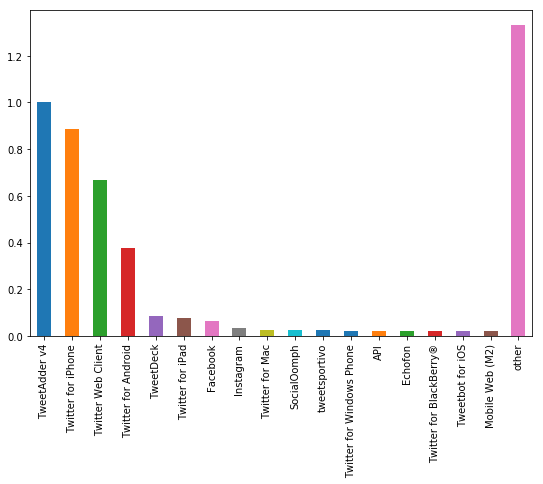 1.2
1.0
0.8
0.6
0.4
0.2
0.0
TweetAdder v4
Twitter for iPhone
Twitter Web Client
Twitter for Android
TweetDeck
Twitter for iPad
Facebook
Instagram
Twitter for Mac
SocialOomph
tweetsportivo
Twitter for Windows Phone
API
Echofon
Twitter for BlackBerry®
Tweetbot for iOS
Mobile Web (M2)
other